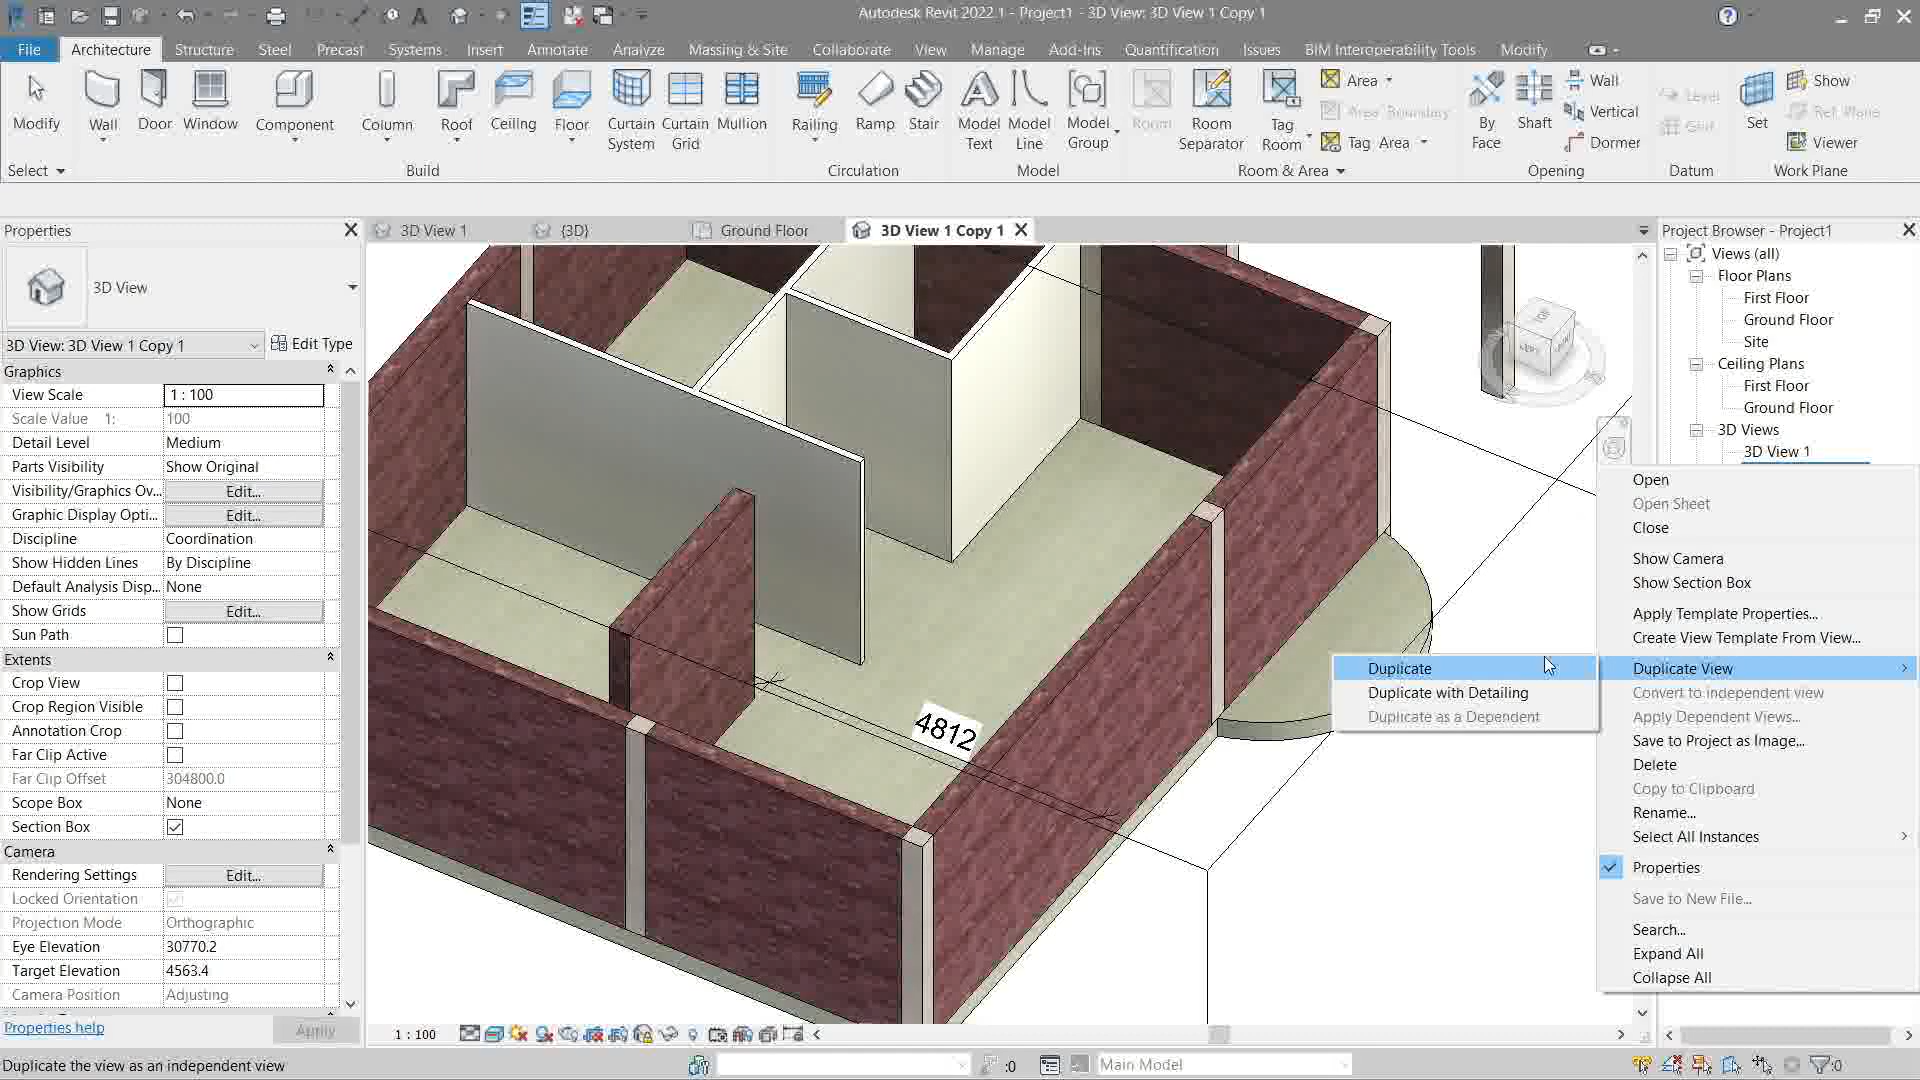 Autodesk Revit 2022.1 - Project1 - 3D View: 3D View 1 Copy 1
File Architecture Structure Steel Precast Systems Insert Annotate Analyze Massing & Site Collaborate View Manage Add-Ins Quantification Issues BIM Interoperability Tools Modify
Modify Wall Door Window Component Column Roof Ceiling Floor Curtain System Curtain Grid Mullion Railing Ramp Stair Model Text Model Line Model Group Room Room Separator Tag Room Area Area Boundary Tag Area By Face Shaft Wall Vertical Dormer Level Grid Set Show Ref Plane Viewer
Select Build Circulation Model Room & Area Opening Datum Work Plane
Properties
3D View 1 {3D} Ground Floor 3D View 1 Copy 1
3D View
3D View: 3D View 1 Copy 1 Edit Type
Graphics
View Scale 1 : 100
Scale Value 1: 100
Detail Level Medium
Parts Visibility Show Original
Visibility/Graphics Ov... Edit...
Graphic Display Opti... Edit...
Discipline Coordination
Show Hidden Lines By Discipline
Default Analysis Disp... None
Show Grids Edit...
Sun Path
Extents
Crop View
Crop Region Visible
Annotation Crop
Far Clip Active
Far Clip Offset 304800.0
Scope Box None
Section Box
Camera
Rendering Settings Edit...
Locked Orientation
Projection Mode Orthographic
Eye Elevation 30770.2
Target Elevation 4563.4
Camera Position Adjusting
Properties help Apply
4812
Project Browser - Project1
Views (all)
Floor Plans
First Floor
Ground Floor
Site
Ceiling Plans
First Floor
Ground Floor
3D Views
3D View 1
Open
Open Sheet
Close
Show Camera
Show Section Box
Apply Template Properties...
Create View Template From View...
Duplicate View
Convert to independent view
Apply Dependent Views...
Save to Project as Image...
Delete
Copy to Clipboard
Rename...
Select All Instances
Properties
Save to New File...
Search...
Expand All
Collapse All
Duplicate
Duplicate with Detailing
Duplicate as a Dependent
1 : 100
Duplicate the view as an independent view
:0
Main Model
:0